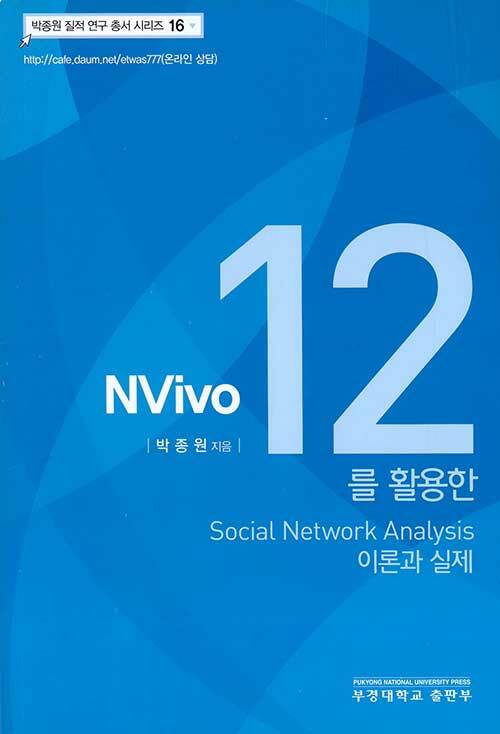 박종원 질적 연구 총서 시리즈 16
http://cafe.daum.net/etwas777(온라인 상담)
NVivo 12
| 박종원 지음 |
를 활용한
Social Network Analysis
이론과 실제
PUKYONG NATIONAL UNIVERSITY PRESS
부경대학교 출판부